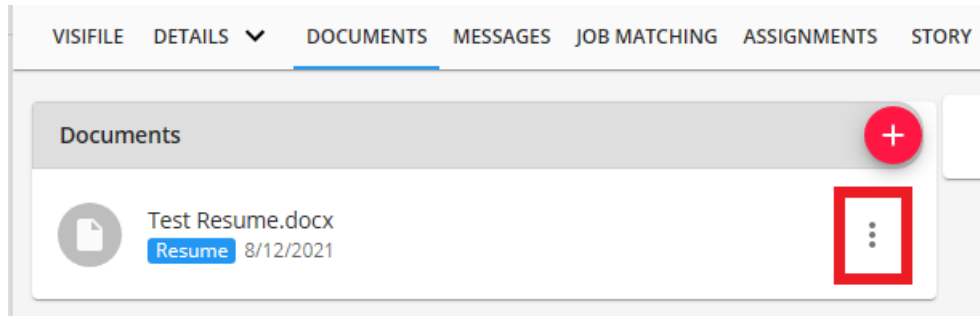 VISIFILE DETAILS DOCUMENTS MESSAGES JOB MATCHING ASSIGNMENTS STORY
Documents
Test Resume.docx
Resume 8/12/2021